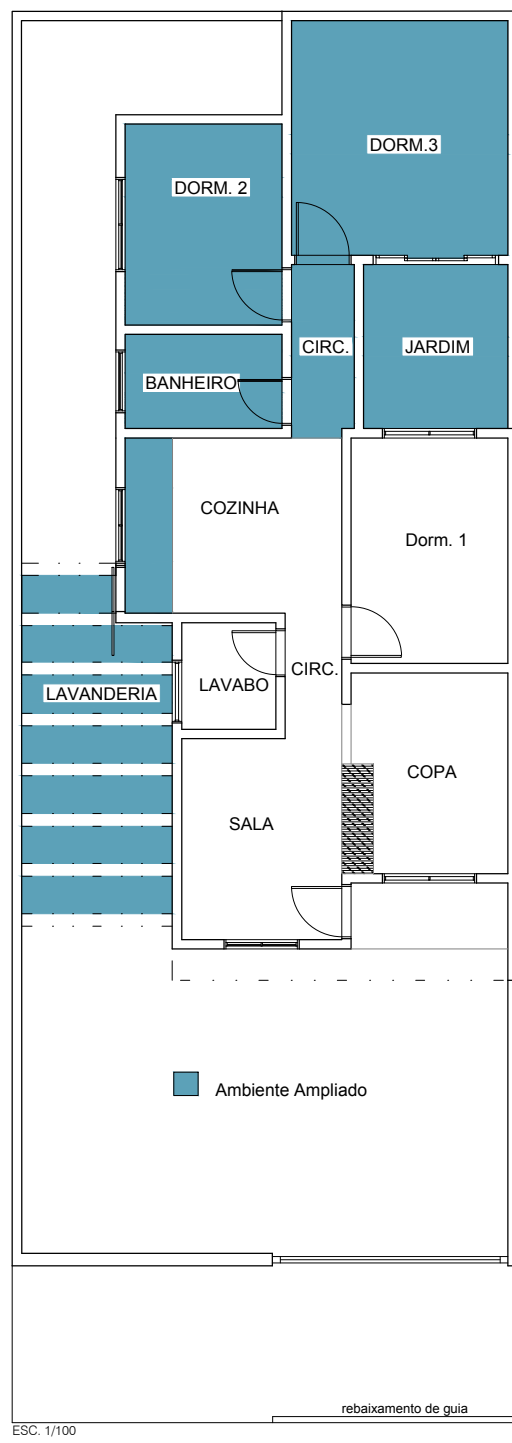 DORM.3
DORM. 2
CIRC.
JARDIM
BANHEIRO
COZINHA
Dorm. 1
CIRC.
LAVABO
LAVANDERIA
COPA
SALA
Ambiente Ampliado
rebaixamento de guia
ESC. 1/100